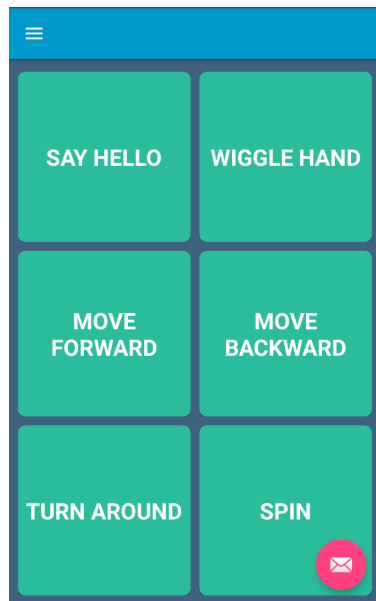 SAY HELLO
WIGGLE HAND
MOVE
FORWARD
MOVE
BACKWARD
TURN AROUND
SPIN